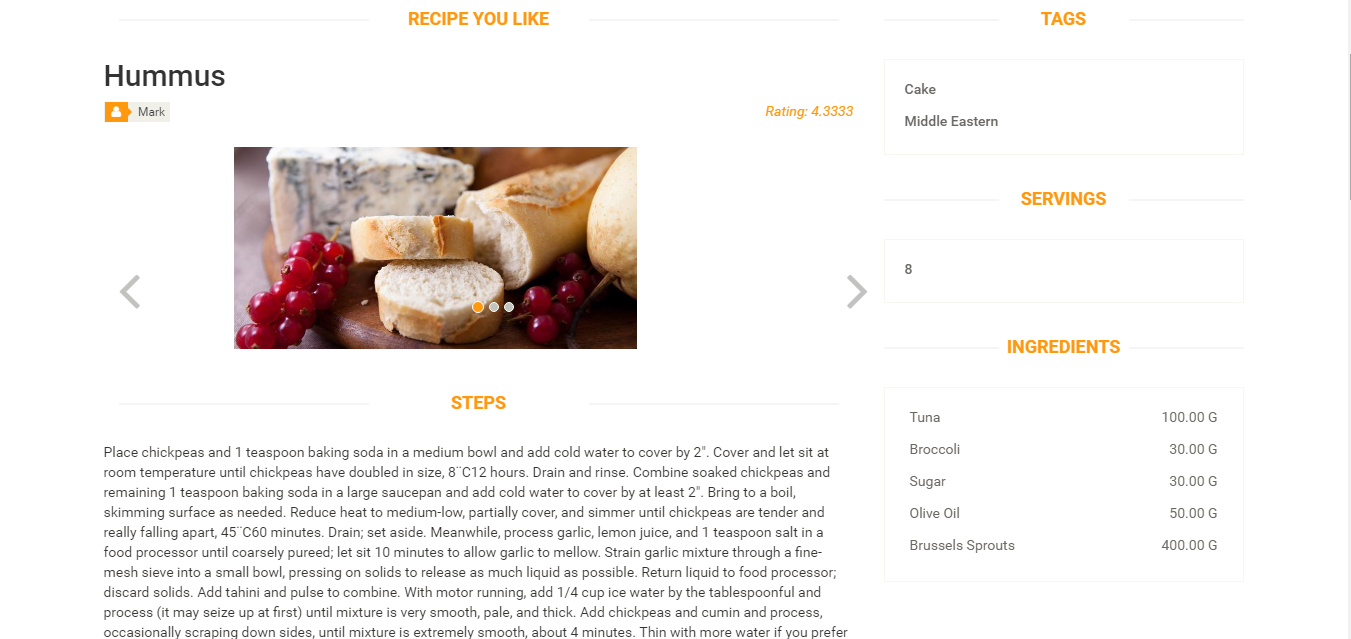 RECIPE YOU LIKE
Hummus
Mark
Rating: 4.3333
STEPS
Place chickpeas and 1 teaspoon baking soda in a medium bowl and add cold water to cover by 2". Cover and let sit at
room temperature until chickpeas have doubled in size, 8¨C12 hours. Drain and rinse. Combine soaked chickpeas and
remaining 1 teaspoon baking soda in a large saucepan and add cold water to cover by at least 2". Bring to a boil,
skimming surface as needed. Reduce heat to medium-low, partially cover, and simmer until chickpeas are tender and
really falling apart, 45¨C60 minutes. Drain; set aside. Meanwhile, process garlic, lemon juice, and 1 teaspoon salt in a
food processor until coarsely pureed; let sit 10 minutes to allow garlic to mellow. Strain garlic mixture through a fine-
mesh sieve into a small bowl, pressing on solids to release as much liquid as possible. Return liquid to food processor;
discard solids. Add tahini and pulse to combine. With motor running, add 1/4 cup ice water by the tablespoonful and
process (it may seize up at first) until mixture is very smooth, pale, and thick. Add chickpeas and cumin and process,
occasionally scraping down sides, until mixture is extremely smooth, about 4 minutes. Thin with more water if you prefer
TAGS
Cake
Middle Eastern
SERVINGS
8
INGREDIENTS
Tuna 100.00 G
Broccoli 30.00 G
Sugar 30.00 G
Olive Oil 50.00 G
Brussels Sprouts 400.00 G